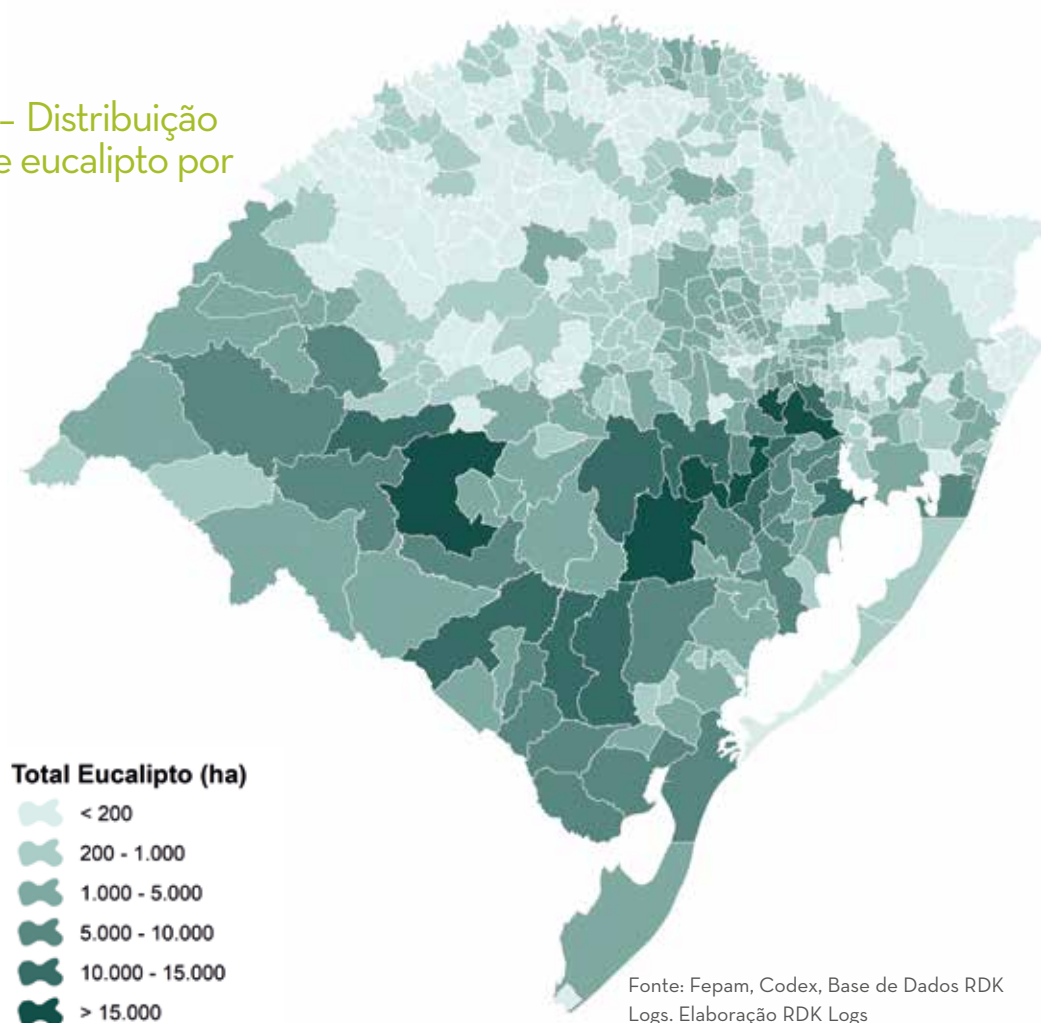 – Distribuição
e eucalipto por
Total Eucalipto (ha)
< 200
200 - 1.000
1.000 - 5.000
5.000 - 10.000
10.000 - 15.000
> 15.000
Fonte: Fepam, Codex, Base de Dados RDK
Logs. Elaboração RDK Logs